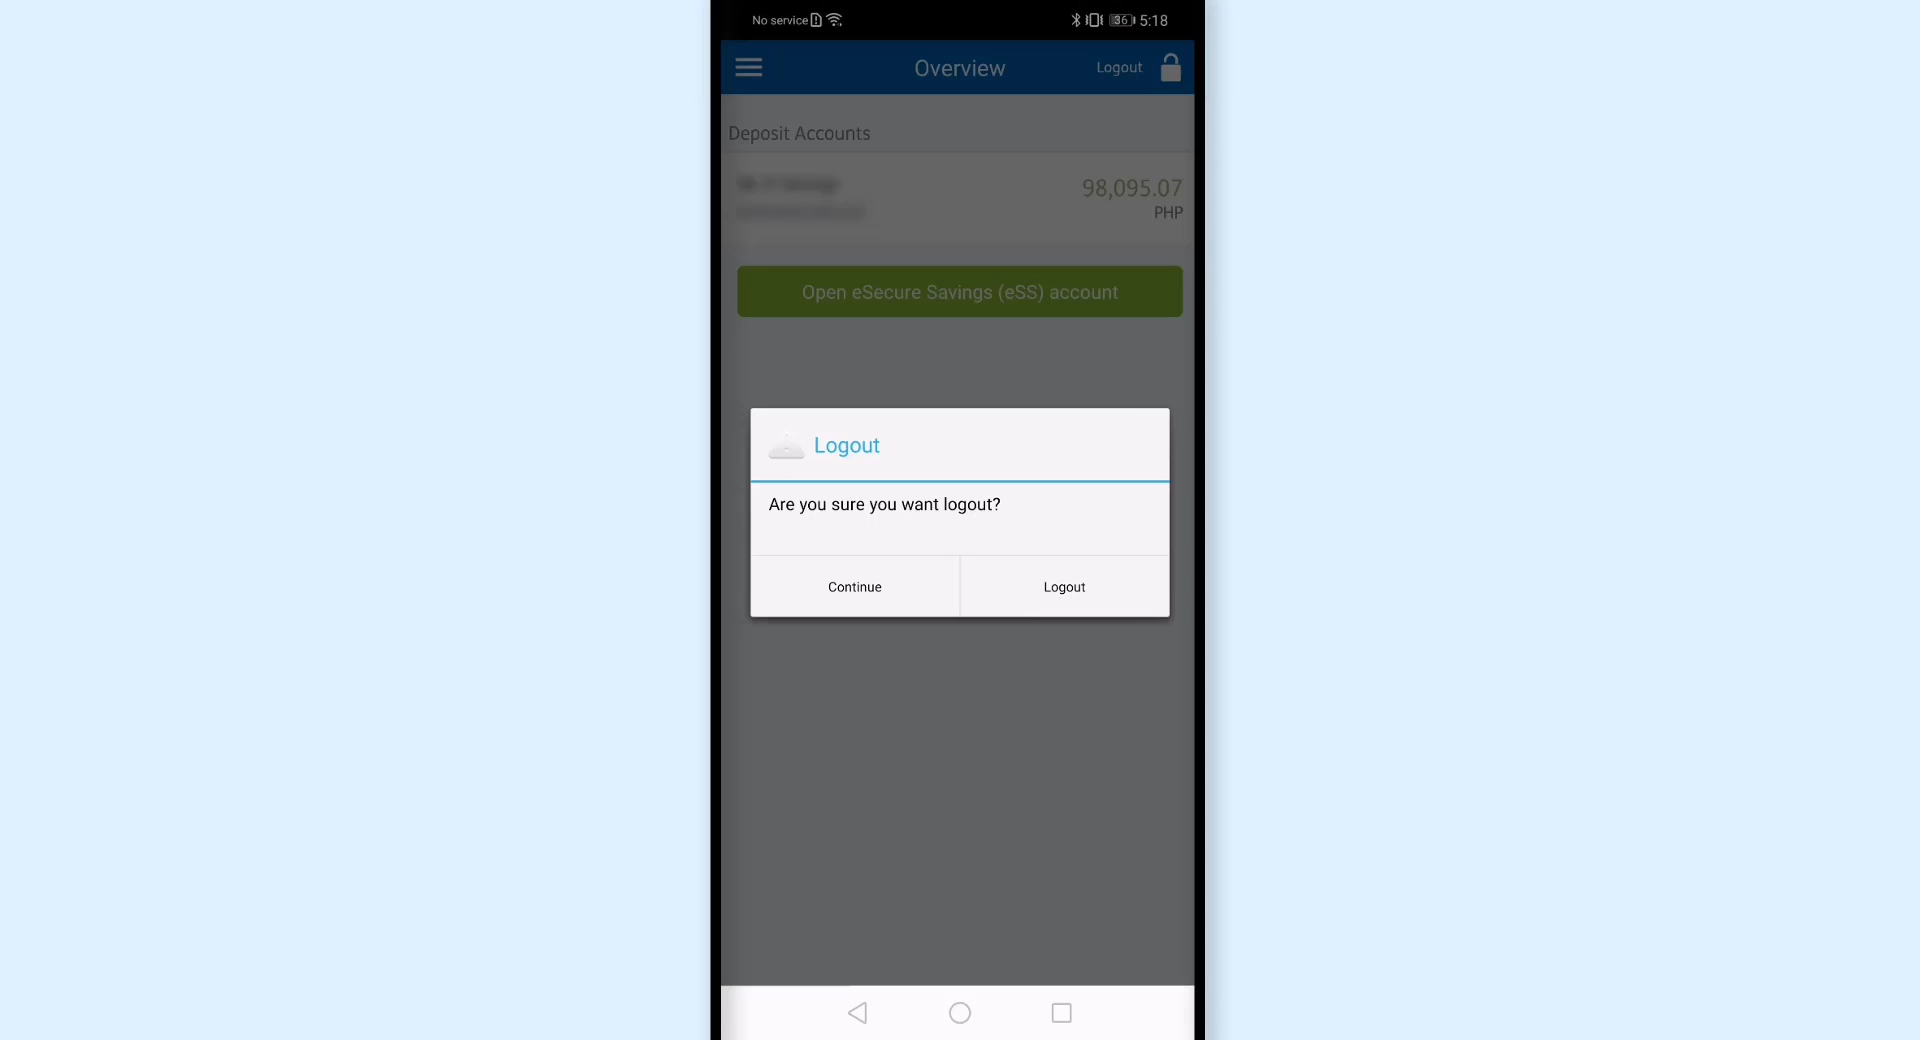 No service 36 5:18
Overview Logout
Deposit Accounts
98,095.07
PHP
Open eSecure Savings (eSS) account
Logout
Are you sure you want logout?
Continue Logout